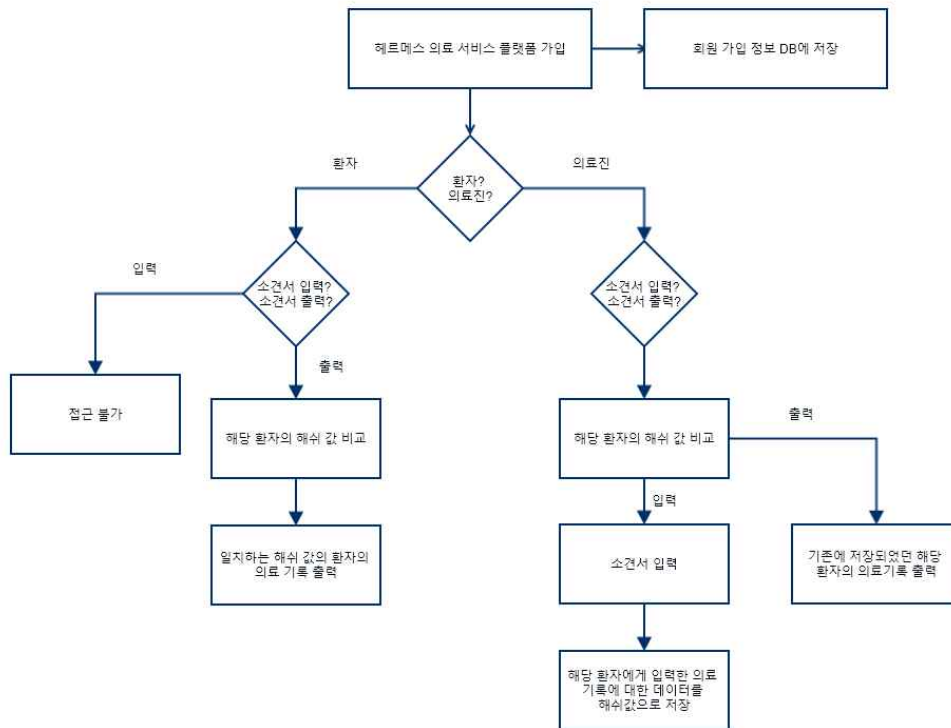 헤르메스 의료 서비스 플랫폼 가입
회원 가입 정보 DB에 저장
환자
의료진
환자?
의료진?
입력
소견서 입력?
소견서 출력?
소견서 입력?
소견서 출력?
출력
접근 불가
해당 환자의 해쉬 값 비교
해당 환자의 해쉬 값 비교
출력
입력
일치하는 해쉬 값의 환자의
의료 기록 출력
소견서 입력
기존에 저장되었던 해당
환자의 의료기록 출력
해당 환자에게 입력한 의료
기록에 대한 데이터를
해쉬값으로 저장